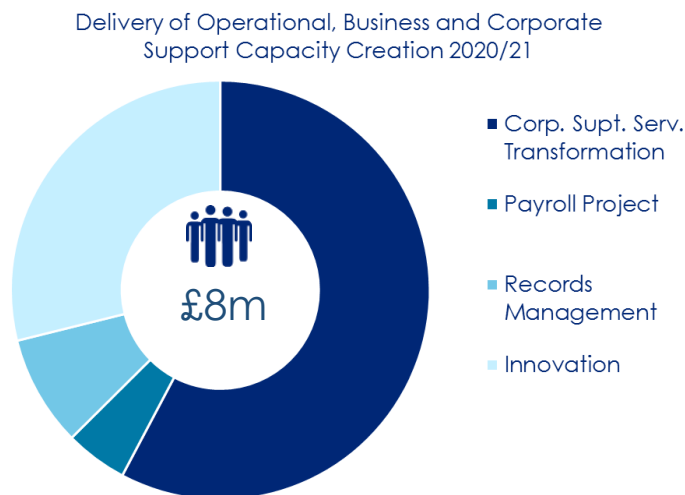 Delivery of Operational, Business and Corporate
Support Capacity Creation 2020/21
Corp. Supt. Serv.
Transformation
Payroll Project
Records
Management
Innovation
£8m